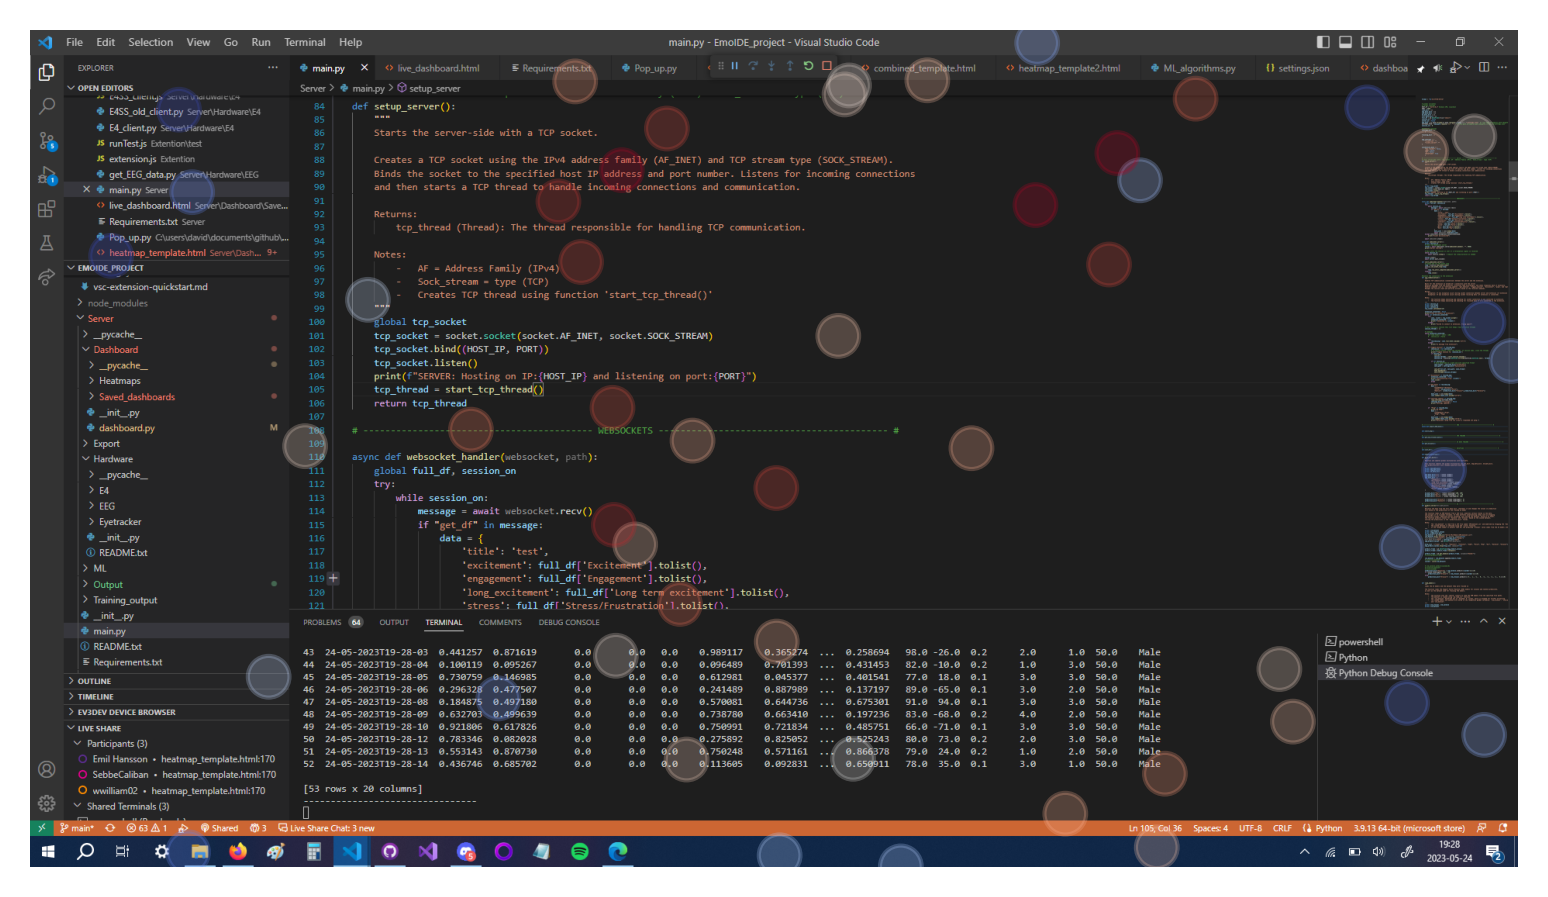 File Edit Selection View Go Run Terminal Help
main.py - EmoIDE_project - Visual Studio Code
EXPLORER
main.py
live_dashboard.html
Requirements.txt
Pop_up.py
combined_template.html
heatmap_template2.html
ML_algorithms.py
settings.json
dashboa
OPEN EDITORS
Server > main.py > setup_server
E4SS_client.py Server\Hardware\E4
E4SS_old_client.py Server\Hardware\E4
E4_client.py Server\Hardware\E4
JS runTest.js Extention\test
JS extension.js Extention
get_EEG_data.py Server\Hardware\EEG
main.py Server
live_dashboard.html Server\Dashboard\Save...
Requirements.txt Server
Pop_up.py C:\users\david\documents\github\...
heatmap_template.html Server\Dash... 9+
EMOIDE_PROJECT
vsc-extension-quickstart.md
node_modules
Server
__pycache__
Dashboard
__pycache__
Heatmaps
Saved_dashboards
__init__.py
dashboard.py M
Export
Hardware
__pycache__
E4
EEG
Eyetracker
__init__.py
README.txt
ML
Output
Training_output
__init__.py
main.py
README.txt
Requirements.txt
OUTLINE
TIMELINE
EV3DEV DEVICE BROWSER
LIVE SHARE
Participants (3)
Emil Hansson • heatmap_template.html:170
SebbeCaliban • heatmap_template.html:170
wwilliam02 • heatmap_template.html:170
Shared Terminals (3)
84 def setup_server():
85 """
86 Starts the server-side with a TCP socket.
87
88 Creates a TCP socket using the IPv4 address family (AF_INET) and TCP stream type (SOCK_STREAM).
89 Binds the socket to the specified host IP address and port number. Listens for incoming connections
90 and then starts a TCP thread to handle incoming connections and communication.
91
92 Returns:
93 tcp_thread (Thread): The thread responsible for handling TCP communication.
94
95 Notes:
96 - AF = Address Family (IPv4)
97 - Sock_stream = type (TCP)
98 - Creates TCP thread using function 'start_tcp_thread()'
99 """
100 global tcp_socket
101 tcp_socket = socket.socket(socket.AF_INET, socket.SOCK_STREAM)
102 tcp_socket.bind((HOST_IP, PORT))
103 tcp_socket.listen()
104 print(f"SERVER: Hosting on IP:{HOST_IP} and listening on port:{PORT}")
105 tcp_thread = start_tcp_thread()
106 return tcp_thread
107
108 # ------------------------------------------ WEBSOCKETS ------------------------------------------ #
109
110 async def websocket_handler(websocket, path):
111 global full_df, session_on
112 try:
113 while session_on:
114 message = await websocket.recv()
115 if "get_df" in message:
116 data = {
117 'title': 'test',
118 'excitement': full_df['Excitement'].tolist(),
119 'engagement': full_df['Engagement'].tolist(),
120 'long_excitement': full_df['Long term excitement'].tolist(),
121 'stress': full_df['Stress/Frustration'].tolist(),
PROBLEMS 64 OUTPUT TERMINAL COMMENTS DEBUG CONSOLE
43 24-05-2023T19-28-03 0.441257 0.871619 0.0 0.0 0.0 0.989117 0.365274 ... 0.258694 98.0 -26.0 0.2 2.0 1.0 50.0 Male
44 24-05-2023T19-28-04 0.100119 0.095267 0.0 0.0 0.0 0.096489 0.701393 ... 0.431453 82.0 -10.0 0.2 1.0 3.0 50.0 Male
45 24-05-2023T19-28-05 0.730759 0.146985 0.0 0.0 0.0 0.612981 0.045377 ... 0.401541 77.0 18.0 0.1 3.0 3.0 50.0 Male
46 24-05-2023T19-28-06 0.296328 0.477507 0.0 0.0 0.0 0.241489 0.887989 ... 0.137197 89.0 -65.0 0.1 3.0 2.0 50.0 Male
47 24-05-2023T19-28-08 0.184875 0.497180 0.0 0.0 0.0 0.570081 0.644736 ... 0.675301 91.0 94.0 0.1 3.0 3.0 50.0 Male
48 24-05-2023T19-28-09 0.632703 0.499639 0.0 0.0 0.0 0.738780 0.663410 ... 0.197236 83.0 -68.0 0.2 4.0 2.0 50.0 Male
49 24-05-2023T19-28-10 0.921806 0.617826 0.0 0.0 0.0 0.750991 0.721834 ... 0.485751 66.0 -71.0 0.1 3.0 3.0 50.0 Male
50 24-05-2023T19-28-12 0.783346 0.082028 0.0 0.0 0.0 0.275892 0.825052 ... 0.525243 80.0 73.0 0.2 2.0 3.0 50.0 Male
51 24-05-2023T19-28-13 0.553143 0.870730 0.0 0.0 0.0 0.750248 0.571161 ... 0.866378 79.0 24.0 0.2 1.0 2.0 50.0 Male
52 24-05-2023T19-28-14 0.436746 0.685702 0.0 0.0 0.0 0.113605 0.092831 ... 0.650911 78.0 35.0 0.1 3.0 1.0 50.0 Male
[53 rows x 20 columns]
--------------------------------
powershell
Python
Python Debug Console
main* 63 1 Shared 3 Live Share Chat: 3 new
Ln 105, Col 36 Spaces: 4 UTF-8 CRLF Python 3.9.13 64-bit (microsoft store)
19:28
2023-05-24
2